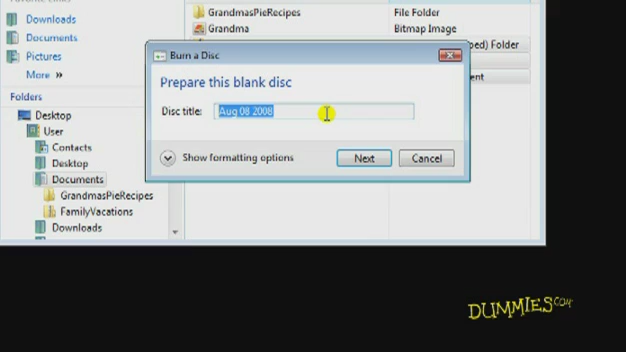 Downloads
Documents
Pictures
More »
Folders
Desktop
User
Contacts
Desktop
Documents
GrandmasPieRecipes
FamilyVacations
Downloads
GrandmasPieRecipes File Folder
Grandma Bitmap Image
ped) Folder
Burn a Disc
Prepare this blank disc
Disc title: Aug 08 2008
Show formatting options Next Cancel
DUMMIES.COM